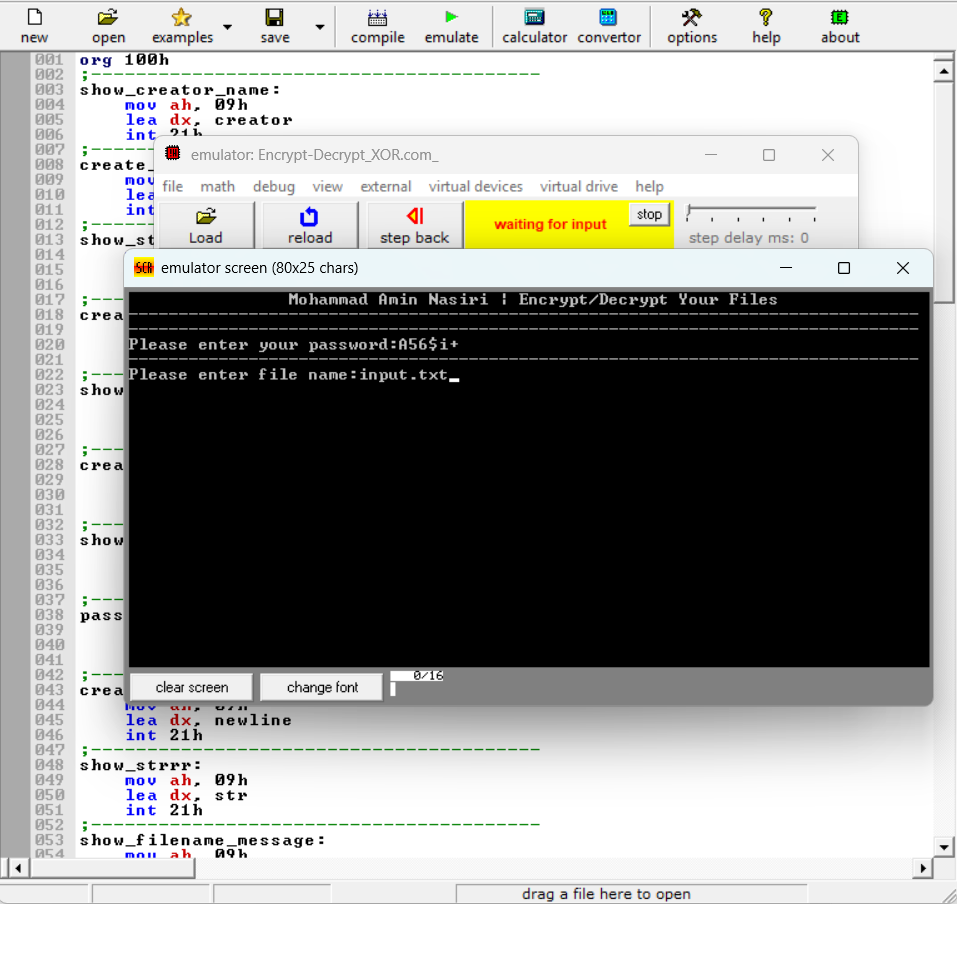 new open examples save compile emulate calculator convertor options help about
001 org 100h
002 ;----------------------------------------
003 show_creator_name:
004 mov ah, 09h
005 lea dx, creator
006 int 21h
007 ;---
008 create_
009 mov
010 lea
011 int
012 ;---
013 show_st
014
015
016
017 ;---
018 crea
019
020
021
022 ;---
023 show
024
025
026
027 ;---
028 crea
029
030
031
032 ;---
033 show
034
035
036
037 ;---
038 pass
039
040
041
042 ;---
043 crea
044 mov ah, 09h
045 lea dx, newline
046 int 21h
047 ;----------------------------------------
048 show_strrr:
049 mov ah, 09h
050 lea dx, str
051 int 21h
052 ;----------------------------------------
053 show_filename_message:
054 mov ah, 09h
emulator: Encrypt-Decrypt_XOR.com_
file math debug view external virtual devices virtual drive help
Load reload step back waiting for input stop step delay ms: 0
SCR emulator screen (80x25 chars)
Mohammad Amin Nasiri | Encrypt/Decrypt Your Files
--------------------------------------------------------------------------------
--------------------------------------------------------------------------------
Please enter your password:A56$i+
--------------------------------------------------------------------------------
Please enter file name:input.txt_
clear screen change font 0/16
drag a file here to open